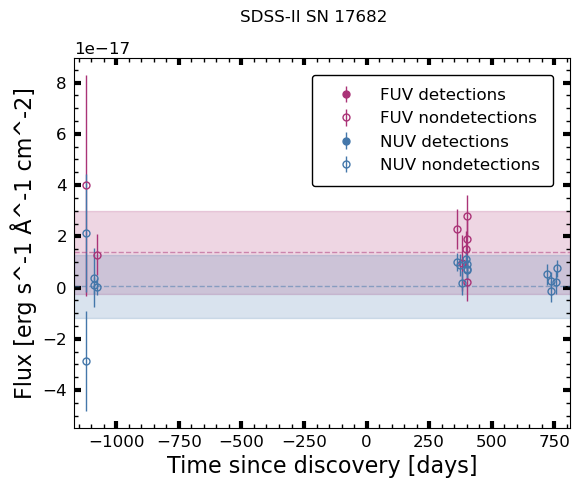 SDSS-II SN 17682
1e−17
FUV detections
FUV nondetections
NUV detections
NUV nondetections
8
6
4
2
0
−2
−4
Flux [erg s^-1 Å^-1 cm^-2]
−1000 −750 −500 −250 0 250 500 750
Time since discovery [days]